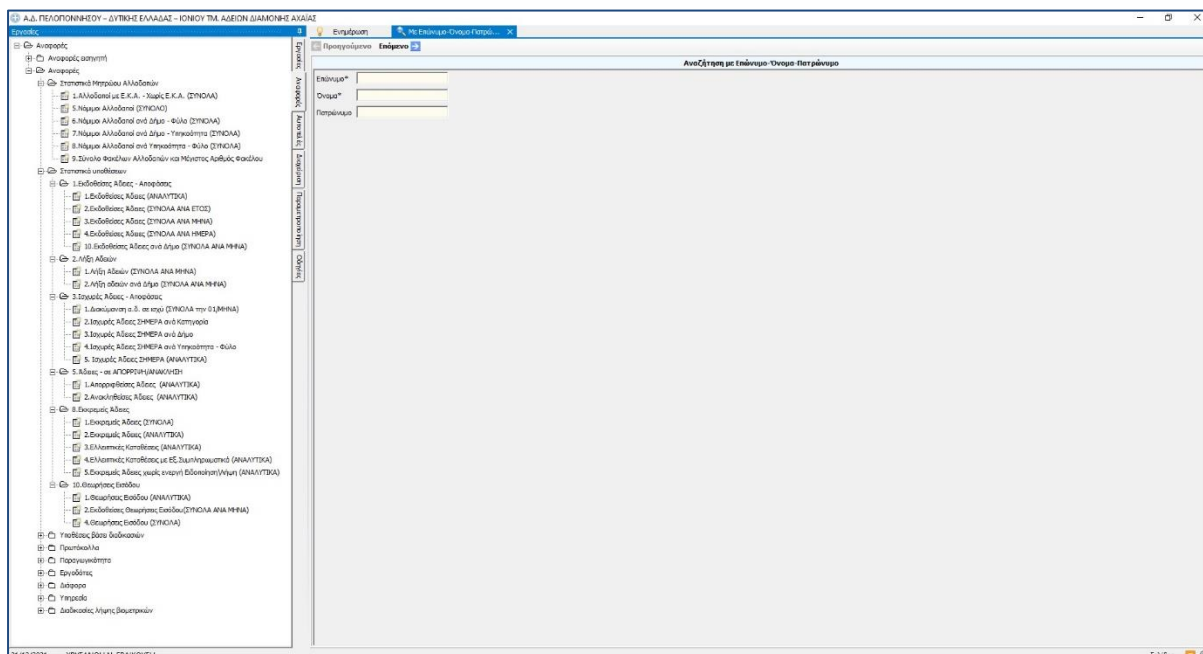 Α.Δ. ΠΕΛΟΠΟΝΝΗΣΟΥ – ΔΥΤΙΚΗΣ ΕΛΛΑΔΑΣ – ΙΟΝΙΟΥ ΤΜ. ΑΔΕΙΩΝ ΔΙΑΜΟΝΗΣ ΑΧΑΪΑΣ
Εργασίες
Ενημέρωση
Με Επώνυμο-Όνομα-Πατρώ...
Προηγούμενο Επόμενο
Αναζήτηση με Επώνυμο-Όνομα-Πατρώνυμο
Επώνυμο*
Όνομα*
Πατρώνυμο
Εργασίες
Αναφορές
Αυτοτελές
Διαχείριση
Παραμετροποίηση
Οδηγίες
Αναφορές
Αναφορές εισηγητή
Αναφορές
Στατιστικά Μητρώου Αλλοδαπών
1.Αλλοδαποί με Ε.Κ.Α. - Χωρίς Ε.Κ.Α. (ΣΥΝΟΛΑ)
5.Νόμιμοι Αλλοδαποί (ΣΥΝΟΛΟ)
6.Νόμιμοι Αλλοδαποί ανά Δήμο - Φύλο (ΣΥΝΟΛΑ)
7.Νόμιμοι Αλλοδαποί ανά Δήμο - Υπηκοότητα (ΣΥΝΟΛΑ)
8.Νόμιμοι Αλλοδαποί ανά Υπηκοότητα - Φύλο (ΣΥΝΟΛΑ)
9.Σύνολο Φακέλων Αλλοδαπών και Μέγιστος Αριθμός Φακέλου
Στατιστικά υποθέσεων
1.Εκδοθείσες Άδειες - Αποφάσεις
1.Εκδοθείσες Άδειες (ΑΝΑΛΥΤΙΚΑ)
2.Εκδοθείσες Άδειες (ΣΥΝΟΛΑ ΑΝΑ ΕΤΟΣ)
3.Εκδοθείσες Άδειες (ΣΥΝΟΛΑ ΑΝΑ ΜΗΝΑ)
4.Εκδοθείσες Άδειες (ΣΥΝΟΛΑ ΑΝΑ ΗΜΕΡΑ)
10.Εκδοθείσες Άδειες ανά Δήμο (ΣΥΝΟΛΑ ΑΝΑ ΜΗΝΑ)
2.Λήξη Αδειών
1.Λήξη Αδειών (ΣΥΝΟΛΑ ΑΝΑ ΜΗΝΑ)
2.Λήξη αδειών ανά Δήμο (ΣΥΝΟΛΑ ΑΝΑ ΜΗΝΑ)
3.Ισχυρές Άδειες - Αποφάσεις
1.Διακύμανση α.δ. σε ισχύ (ΣΥΝΟΛΑ την 01/ΜΗΝΑ)
2.Ισχυρές Άδειες ΣΗΜΕΡΑ ανά Κατηγορία
3.Ισχυρές Άδειες ΣΗΜΕΡΑ ανά Δήμο
4.Ισχυρές Άδειες ΣΗΜΕΡΑ ανά Υπηκοότητα - Φύλο
5. Ισχυρές Άδειες ΣΗΜΕΡΑ (ΑΝΑΛΥΤΙΚΑ)
5.Άδειες - σε ΑΠΟΡΡΙΨΗ/ΑΝΑΚΛΗΣΗ
1.Απορριφθείσες Άδειες (ΑΝΑΛΥΤΙΚΑ)
2.Ανακληθείσες Άδειες (ΑΝΑΛΥΤΙΚΑ)
8.Εκκρεμείς Άδειες
1.Εκκρεμείς Άδειες (ΣΥΝΟΛΑ)
2.Εκκρεμείς Άδειες (ΑΝΑΛΥΤΙΚΑ)
3.Ελλειπτικές Καταθέσεις (ΑΝΑΛΥΤΙΚΑ)
4.Ελλειπτικές Καταθέσεις με Εξ.Συμπληρωματικά (ΑΝΑΛΥΤΙΚΑ)
5.Εκκρεμείς Άδειες χωρίς ενεργή Ειδοποίηση/Λήψη (ΑΝΑΛΥΤΙΚΑ)
10.Θεωρήσεις Εισόδου
1.Θεωρήσεις Εισόδου (ΑΝΑΛΥΤΙΚΑ)
2.Εκδοθείσες Θεωρήσεις Εισόδου(ΣΥΝΟΛΑ ΑΝΑ ΜΗΝΑ)
4.Θεωρήσεις Εισόδου (ΣΥΝΟΛΑ)
Υποθέσεις βάσει διαδικασιών
Πρωτόκολλα
Παραγωγικότητα
Εργοδότες
Διάφορα
Υπηρεσία
Διαδικασίες λήψης βιομετρικών